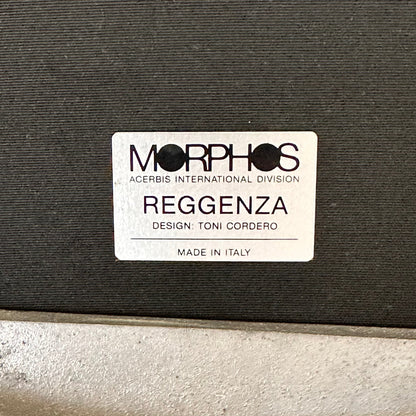 MORPHOS
ACERBIS INTERNATIONAL DIVISION
REGGENZA
DESIGN: TONI CORDERO
MADE IN ITALY